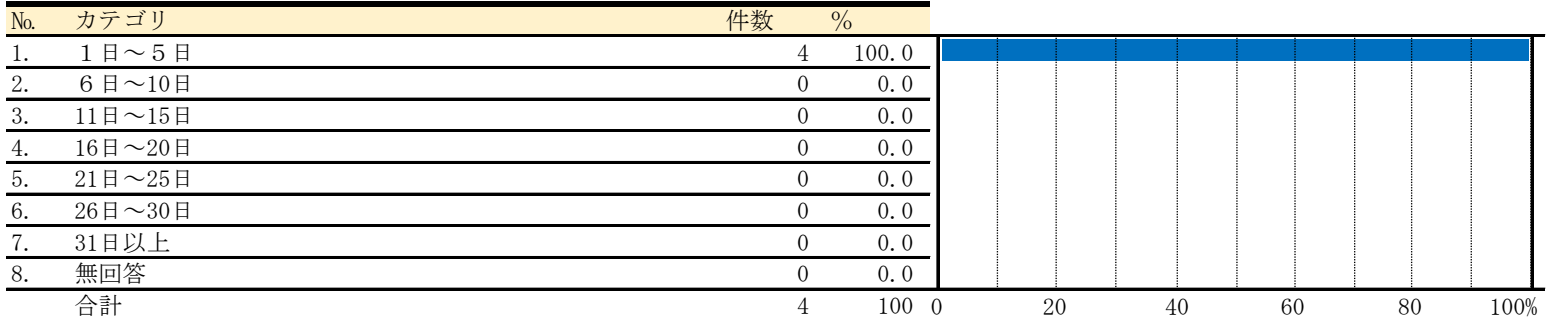 № カテゴリ 件数 %
1. １日～５日 4 100.0
2. ６日～10日 0 0.0
3. 11日～15日 0 0.0
4. 16日～20日 0 0.0
5. 21日～25日 0 0.0
6. 26日～30日 0 0.0
7. 31日以上 0 0.0
8. 無回答 0 0.0
合計 4 100 0 20 40 60 80 100%